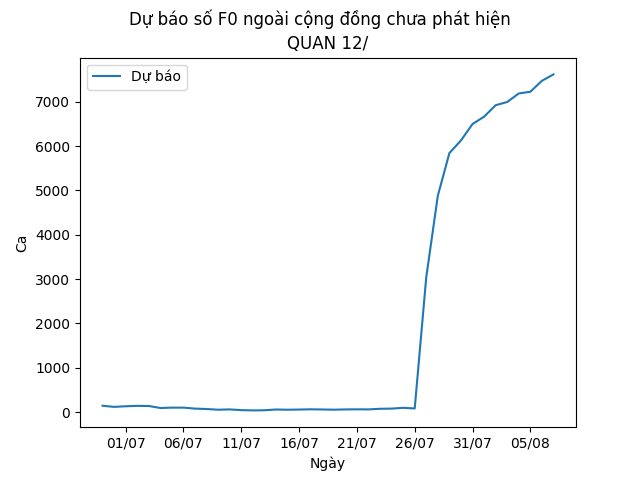 Dự báo số F0 ngoài cộng đồng chưa phát hiện
QUAN 12/
Dự báo
7000
6000
5000
4000
3000
2000
1000
0
Ca
01/07 06/07 11/07 16/07 21/07 26/07 31/07 05/08
Ngày